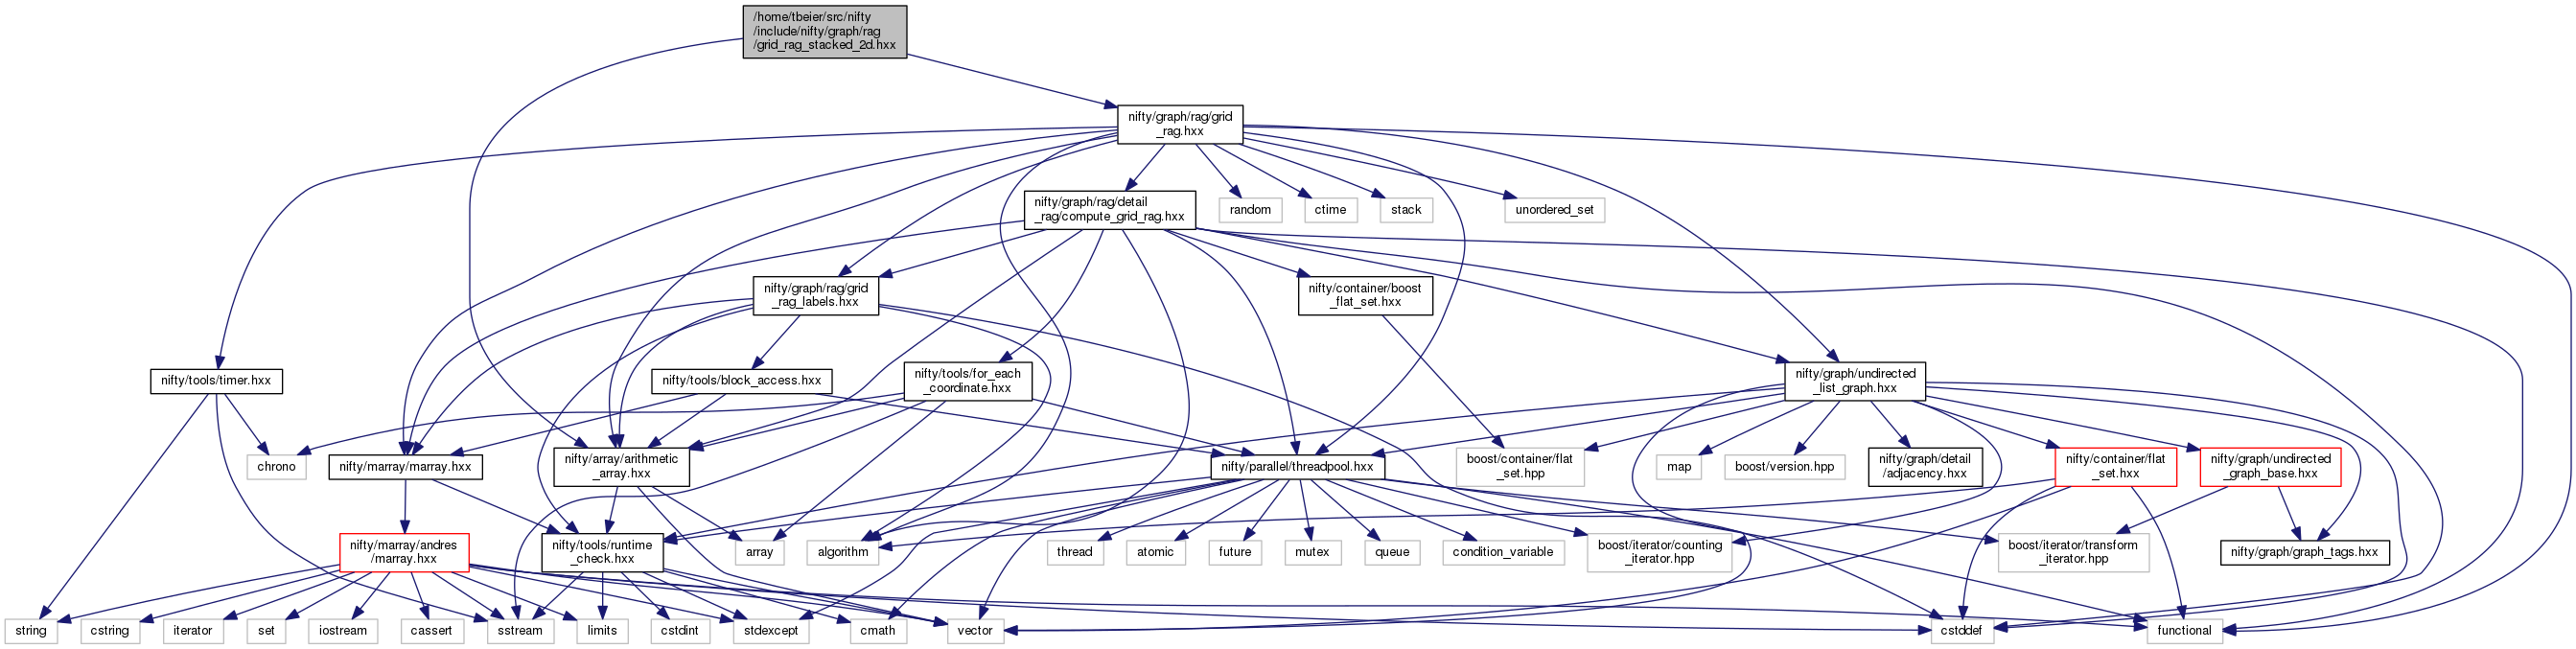 /home/tbeier/src/nifty
/include/nifty/graph/rag
/grid_rag_stacked_2d.hxx
nifty/graph/rag/grid
_rag.hxx
nifty/graph/rag/detail
_rag/compute_grid_rag.hxx
random
ctime
stack
unordered_set
nifty/graph/rag/grid
_rag_labels.hxx
nifty/container/boost
_flat_set.hxx
nifty/tools/timer.hxx
nifty/tools/block_access.hxx
nifty/tools/for_each
_coordinate.hxx
nifty/graph/undirected
_list_graph.hxx
chrono
nifty/marray/marray.hxx
nifty/array/arithmetic
_array.hxx
nifty/parallel/threadpool.hxx
boost/container/flat
_set.hpp
map
boost/version.hpp
nifty/graph/detail
/adjacency.hxx
nifty/container/flat
_set.hxx
nifty/graph/undirected
_graph_base.hxx
nifty/marray/andres
/marray.hxx
nifty/tools/runtime
_check.hxx
array
algorithm
thread
atomic
future
mutex
queue
condition_variable
boost/iterator/counting
_iterator.hpp
boost/iterator/transform
_iterator.hpp
nifty/graph/graph_tags.hxx
string
cstring
iterator
set
iostream
cassert
sstream
limits
cstdint
stdexcept
cmath
vector
cstddef
functional